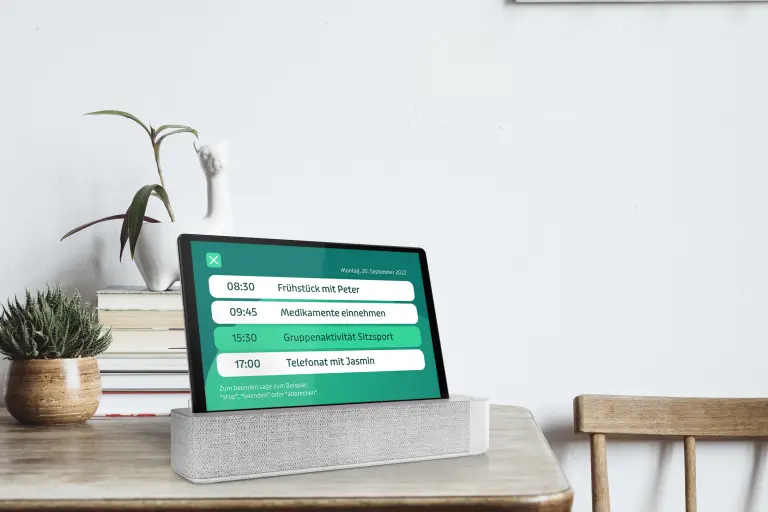 Montag, 20. September 2022
08:30 Frühstück mit Peter
09:45 Medikamente einnehmen
15:30 Gruppenaktivität Sitzsport
17:00 Telefonat mit Jasmin
Zum beenden sage zum Beispiel:
"stop", "beenden" oder "abbrechen"